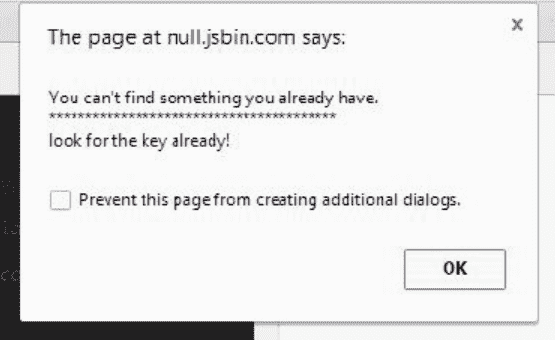 The page at null.jsbin.com says:
x
You can't find something you already have.
****************************************
look for the key already!
Prevent this page from creating additional dialogs.
OK